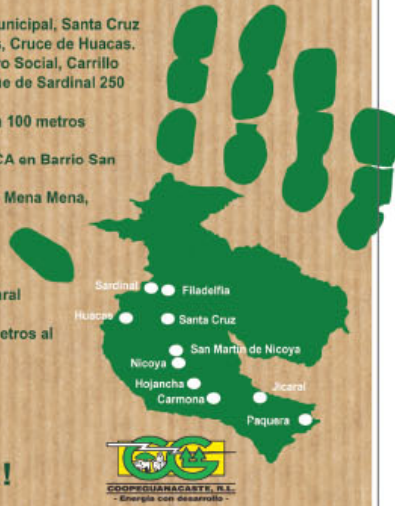 unicipal, Santa Cruz
s, Cruce de Huacas.
ro Social, Carrillo
ue de Sardinal 250
100 metros
CA en Barrio San
Mena Mena,
ral
etros al
!
Sardinal
Filadelfia
Huacas
Santa Cruz
San Martín de Nicoya
Nicoya
Hojancha
Jicaral
Carmona
Paquera
COOPEGUANACASTE, R.L.
- Energía con desarrollo -